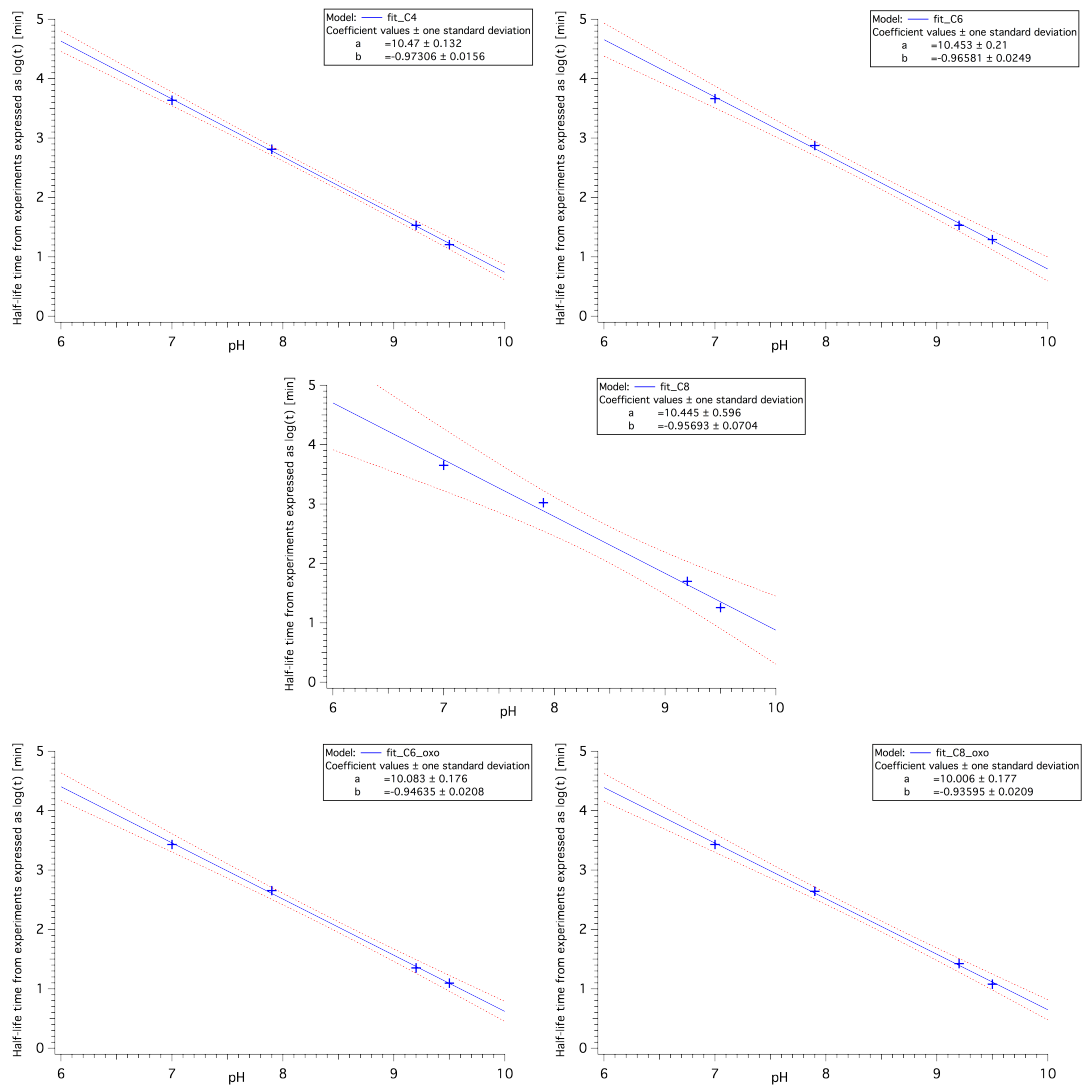 Model: fit_C4
Coefficient values ± one standard deviation
a =10.47 ± 0.132
b =-0.97306 ± 0.0156
Half-life time from experiments expressed as log(t) [min]
5
4
3
2
1
0
6 7 8 9 10
pH
Model: fit_C6
Coefficient values ± one standard deviation
a =10.453 ± 0.21
b =-0.96581 ± 0.0249
Half-life time from experiments expressed as log(t) [min]
5
4
3
2
1
0
6 7 8 9 10
pH
Model: fit_C8
Coefficient values ± one standard deviation
a =10.445 ± 0.596
b =-0.95693 ± 0.0704
Half-life time from experiments expressed as log(t) [min]
5
4
3
2
1
0
6 7 8 9 10
pH
Model: fit_C6_oxo
Coefficient values ± one standard deviation
a =10.083 ± 0.176
b =-0.94635 ± 0.0208
Half-life time from experiments expressed as log(t) [min]
5
4
3
2
1
0
6 7 8 9 10
pH
Model: fit_C8_oxo
Coefficient values ± one standard deviation
a =10.006 ± 0.177
b =-0.93595 ± 0.0209
Half-life time from experiments expressed as log(t) [min]
5
4
3
2
1
0
6 7 8 9 10
pH